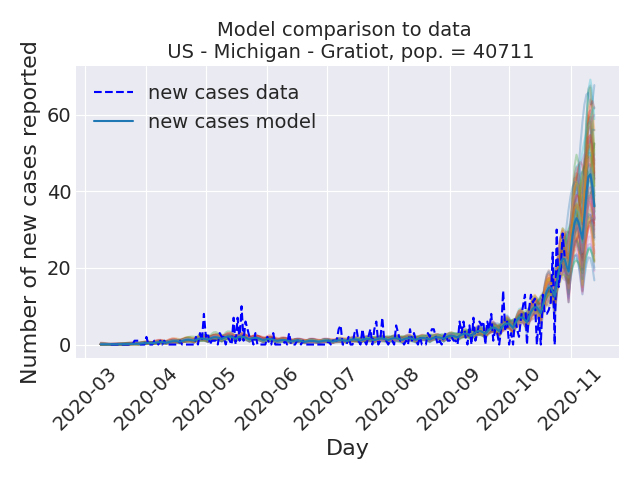 Model comparison to data
US - Michigan - Gratiot, pop. = 40711
Number of new cases reported
new cases data
new cases model
60
40
20
0
2020-03
2020-04
2020-05
2020-06
2020-07
2020-08
2020-09
2020-10
2020-11
Day